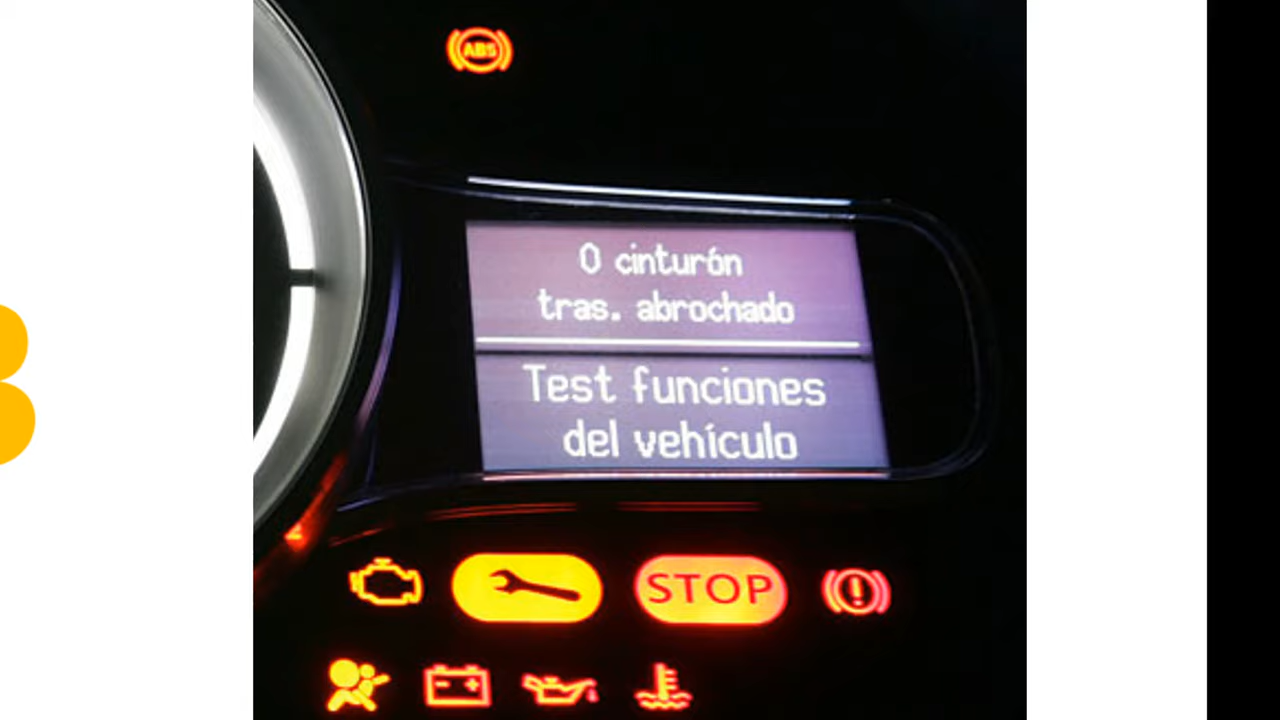 ABS
0 cinturón
tras. abrochado
Test funciones
del vehículo
STOP